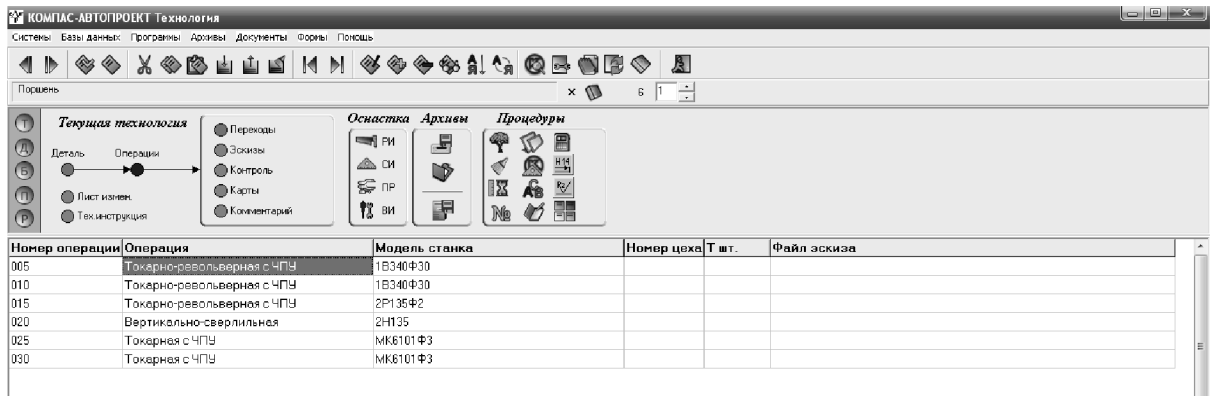 КОМПАС-АВТОПРОЕКТ Технология
Системы Базы данных Программы Архивы Документы Формы Помощь
Поршень Б 1
Текущая технология Оснастка Архивы Процедуры
Т Переходы
РИ
Д Деталь Операции Эскизы СИ
Б Контроль
П Лист измен. Карты ПР
Р Тех.инструкция Комментарий ВИ №
Номер операции Операция Модель станка Номер цеха Т шт. Файл эскиза
005 Токарно-револьверная с ЧПУ 1В340Ф30
010 Токарно-револьверная с ЧПУ 1В340Ф30
015 Токарно-револьверная с ЧПУ 2Р135Ф2
020 Вертикально-сверлильная 2Н135
025 Токарная с ЧПУ МК6101Ф3
030 Токарная с ЧПУ МК6101Ф3